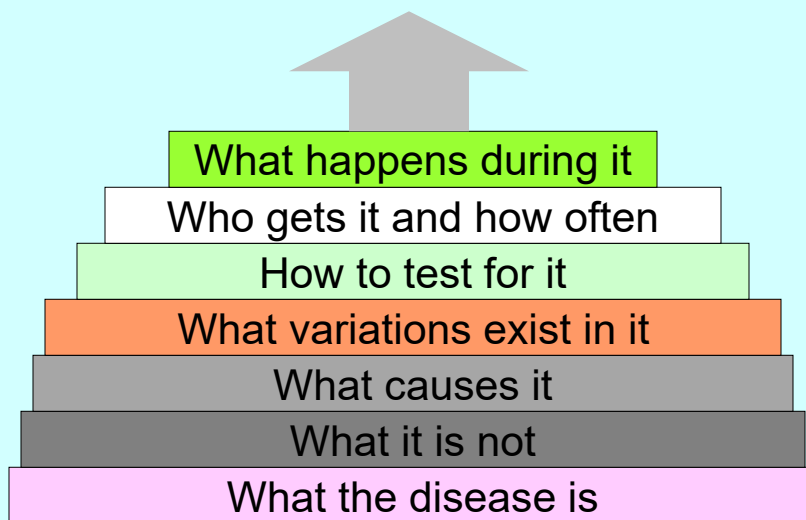 What happens during it
Who gets it and how often
How to test for it
What variations exist in it
What causes it
What it is not
What the disease is